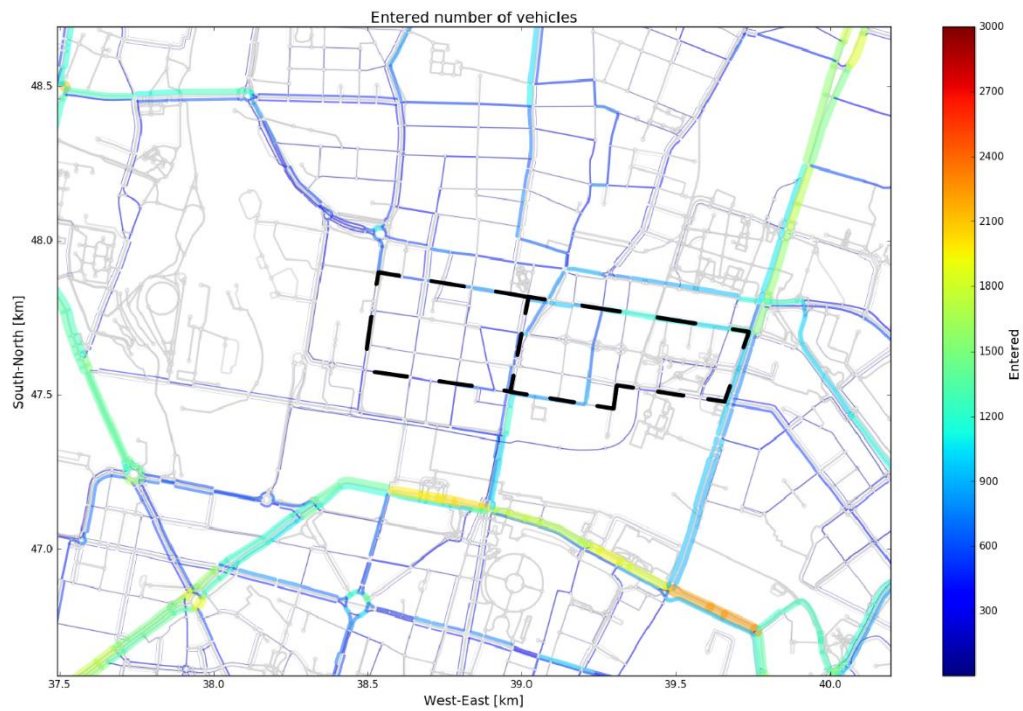 Entered number of vehicles
3000
48.5
2700
2400
2100
48.0
1800
South-North [km]
Entered
1500
47.5
1200
900
47.0
600
300
37.5 38.0 38.5 39.0 39.5 40.0
West-East [km]